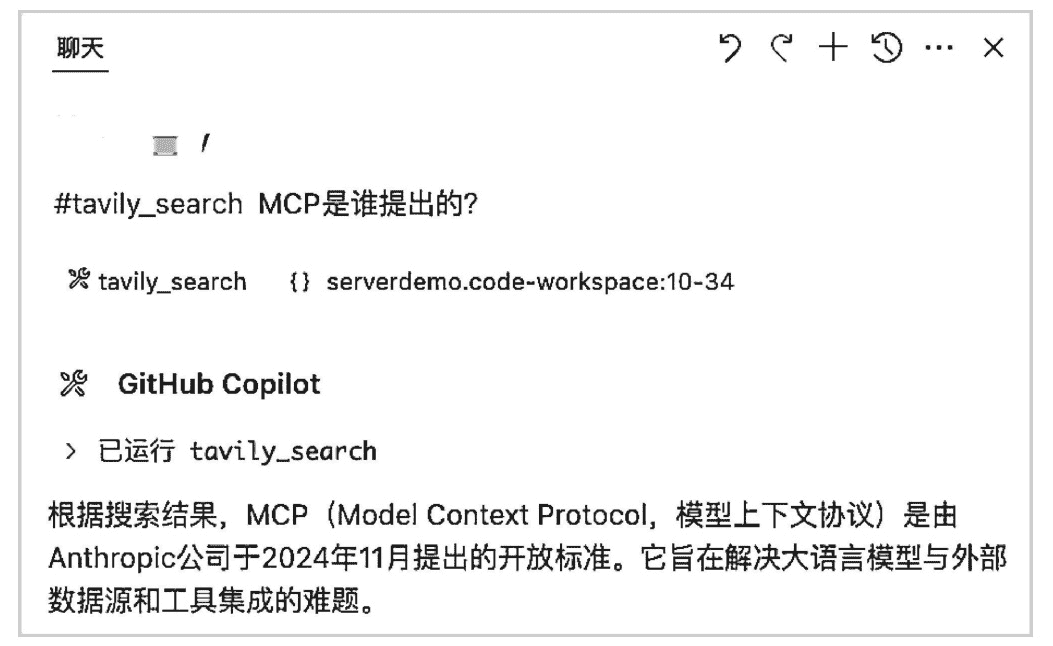 聊天
#tavily_search MCP是谁提出的?
tavily_search {} serverdemo.code-workspace:10-34
GitHub Copilot
> 已运行 tavily_search
根据搜索结果，MCP（Model Context Protocol，模型上下文协议）是由
Anthropic公司于2024年11月提出的开放标准。它旨在解决大语言模型与外部
数据源和工具集成的难题。